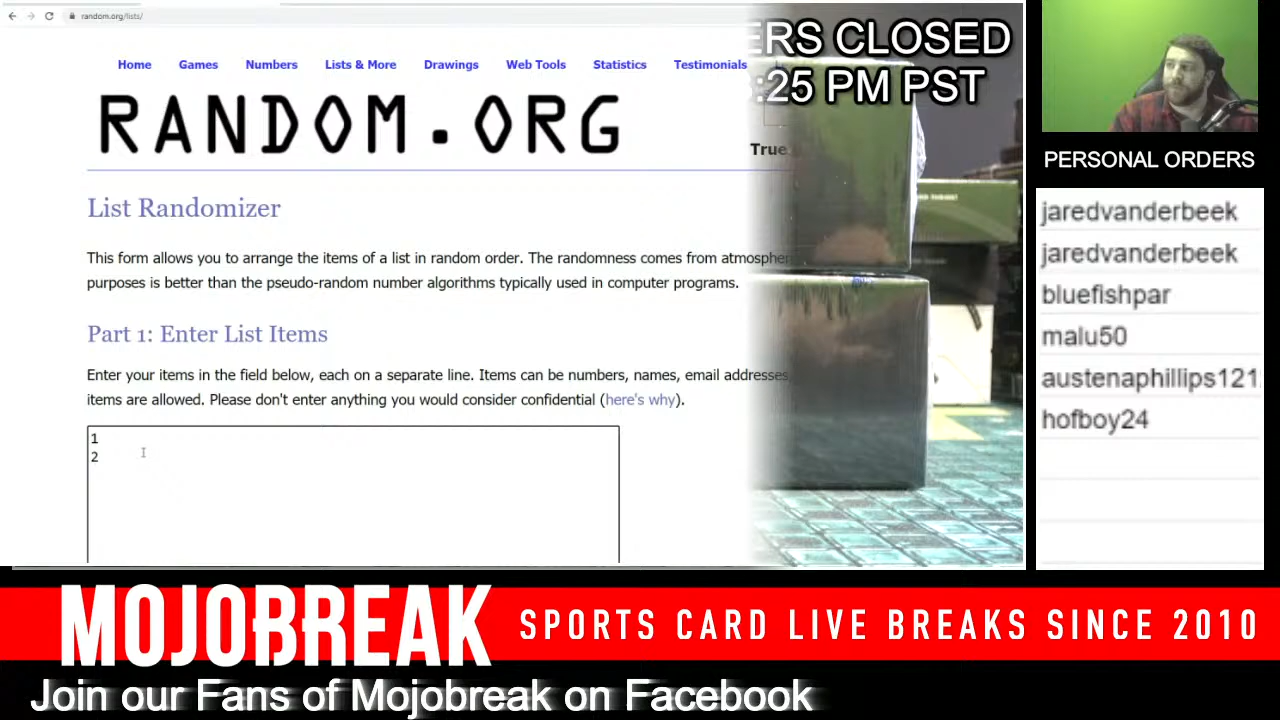 random.org/lists/
Home Games Numbers Lists & More Drawings Web Tools Statistics Testimonials
RANDOM.ORG
True
List Randomizer
This form allows you to arrange the items of a list in random order. The randomness comes from
purposes is better than the pseudo-random number algorithms typically used in computer programs.
Part 1: Enter List Items
Enter your items in the field below, each on a separate line. Items can be numbers, names, email addresses,
items are allowed. Please don't enter anything you would consider confidential (here's why).
1
2
ERS CLOSED
:25 PM PST
PERSONAL ORDERS
jaredvanderbeek
jaredvanderbeek
bluefishpar
malu50
austenaphillips121
hofboy24
MOJOBREAK
SPORTS CARD LIVE BREAKS SINCE 2010
Join our Fans of Mojobreak on Facebook